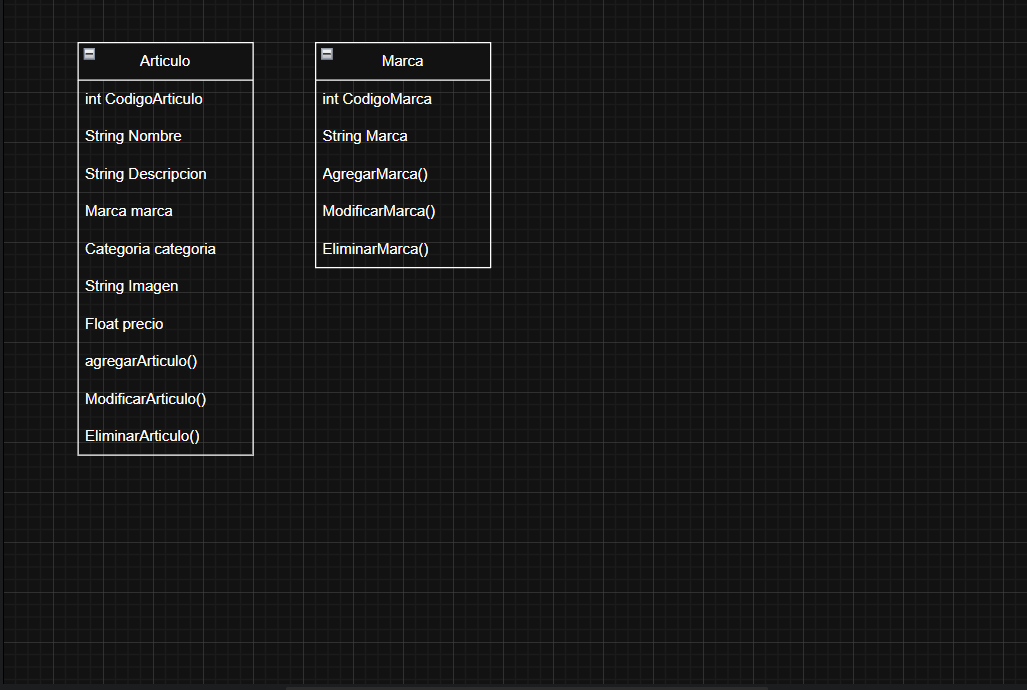 Articulo
int CodigoArticulo
String Nombre
String Descripcion
Marca marca
Categoria categoria
String Imagen
Float precio
agregarArticulo()
ModificarArticulo()
EliminarArticulo()
Marca
int CodigoMarca
String Marca
AgregarMarca()
ModificarMarca()
EliminarMarca()